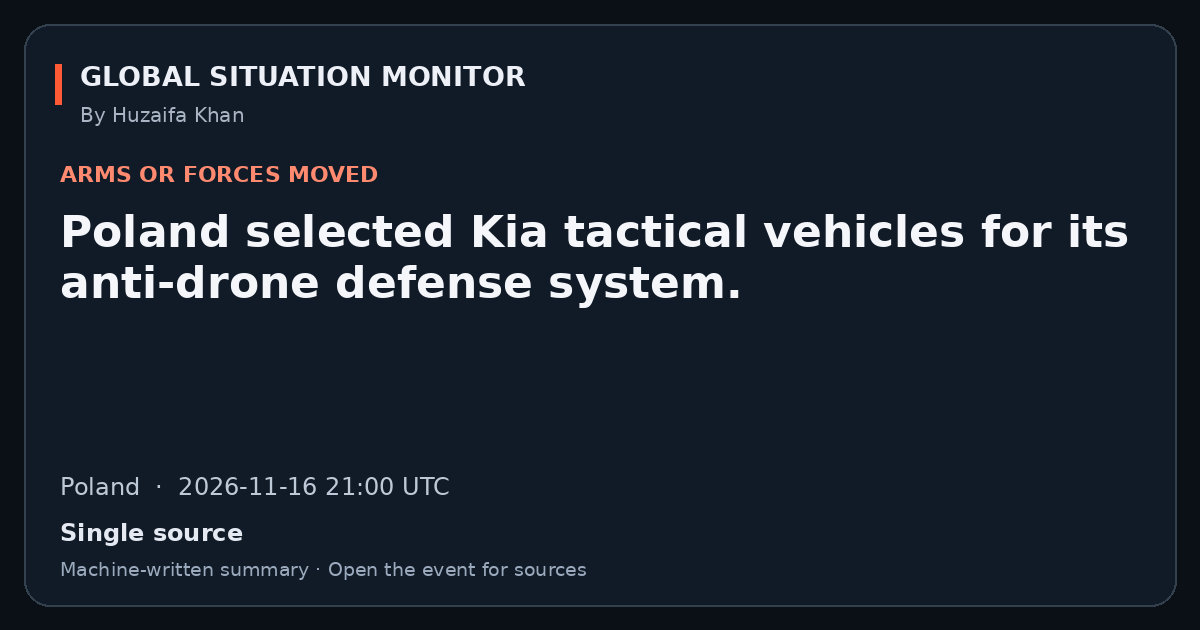 GLOBAL SITUATION MONITOR
By Huzaifa Khan
ARMS OR FORCES MOVED
Poland selected Kia tactical vehicles for its
anti-drone defense system.
Poland · 2026-11-16 21:00 UTC
Single source
Machine-written summary · Open the event for sources